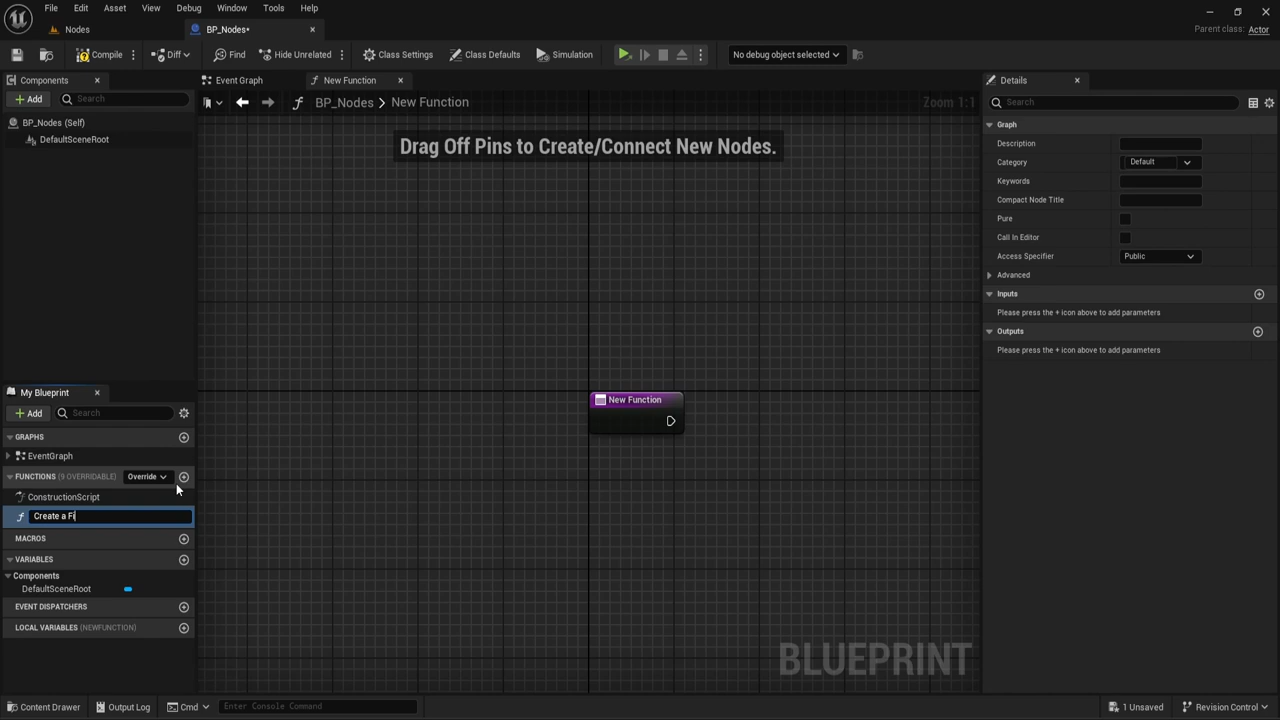 File Edit Asset View Debug Window Tools Help
Nodes
BP_Nodes*
Parent class: Actor
Compile
Diff
Find
Hide Unrelated
Class Settings
Class Defaults
Simulation
No debug object selected
Components
Add
Search
BP_Nodes (Self)
DefaultSceneRoot
Event Graph
New Function
BP_Nodes > New Function
Zoom 1:1
Drag Off Pins to Create/Connect New Nodes.
New Function
BLUEPRINT
My Blueprint
Add
Search
GRAPHS
EventGraph
FUNCTIONS (9 OVERRIDABLE)
Override
ConstructionScript
Create a Fi
MACROS
VARIABLES
Components
DefaultSceneRoot
EVENT DISPATCHERS
LOCAL VARIABLES (NEWFUNCTION)
Details
Search
Graph
Description
Category
Default
Keywords
Compact Node Title
Pure
Call In Editor
Access Specifier
Public
Advanced
Inputs
Please press the + icon above to add parameters
Outputs
Please press the + icon above to add parameters
Content Drawer
Output Log
Cmd
Enter Console Command
1 Unsaved
Revision Control